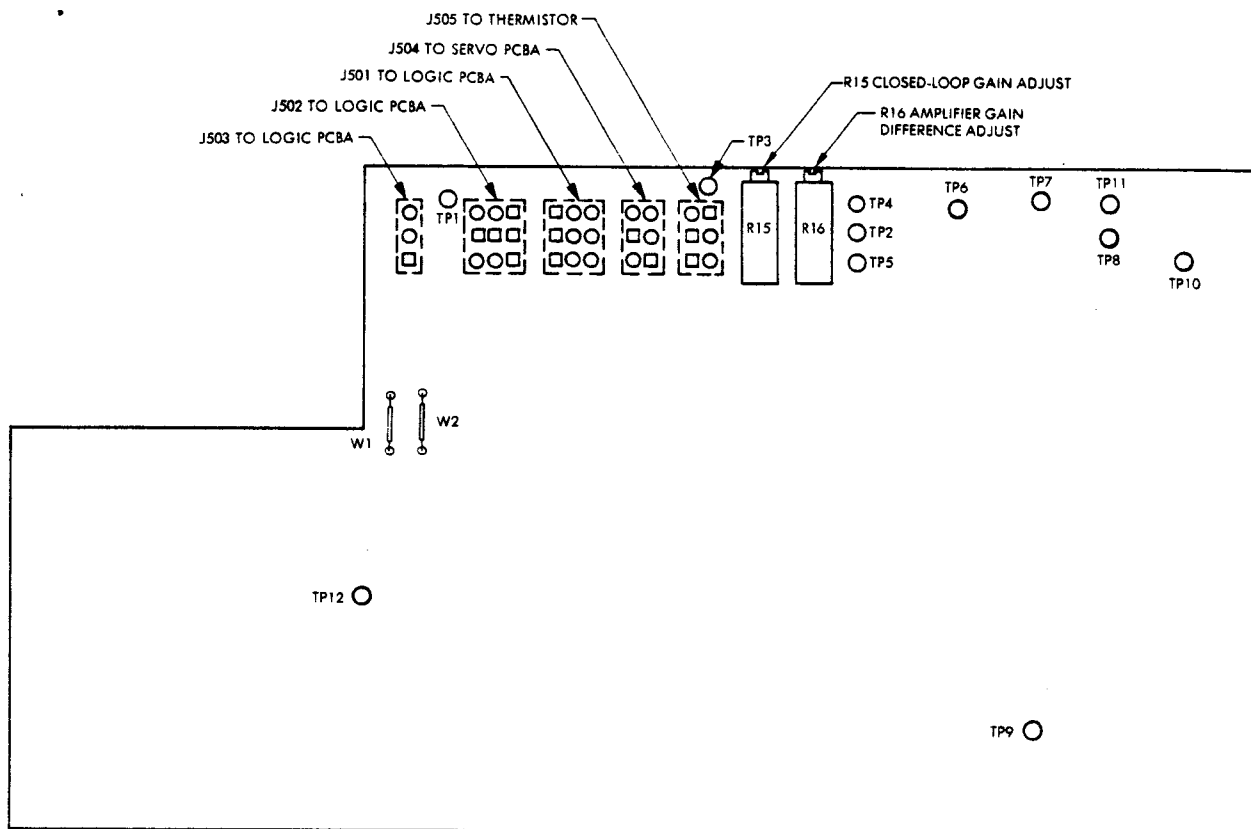 J505 TO THERMISTOR
J504 TO SERVO PCBA
J501 TO LOGIC PCBA
J502 TO LOGIC PCBA
J503 TO LOGIC PCBA
R15 CLOSED-LOOP GAIN ADJUST
R16 AMPLIFIER GAIN
DIFFERENCE ADJUST
TP3
TP1
R15
R16
TP4
TP2
TP5
TP6
TP7
TP11
TP8
TP10
W1
W2
TP12
TP9